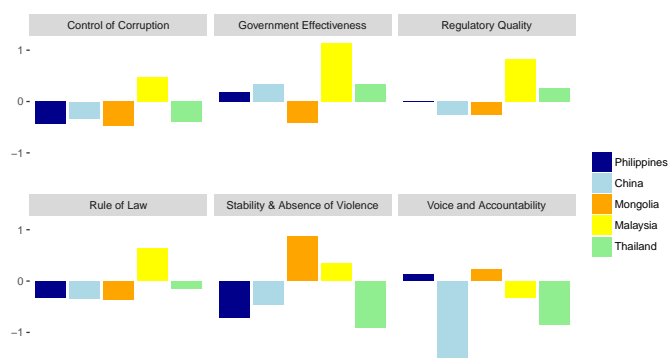 Control of Corruption
Government Effectiveness
Regulatory Quality
1
0
−1
Rule of Law
Stability & Absence of Violence
Voice and Accountability
1
0
−1
Philippines
China
Mongolia
Malaysia
Thailand